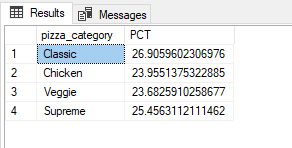 Results Messages
pizza_category PCT
1 Classic 26.9059602306976
2 Chicken 23.9551375322885
3 Veggie 23.6825910258677
4 Supreme 25.4563112111462